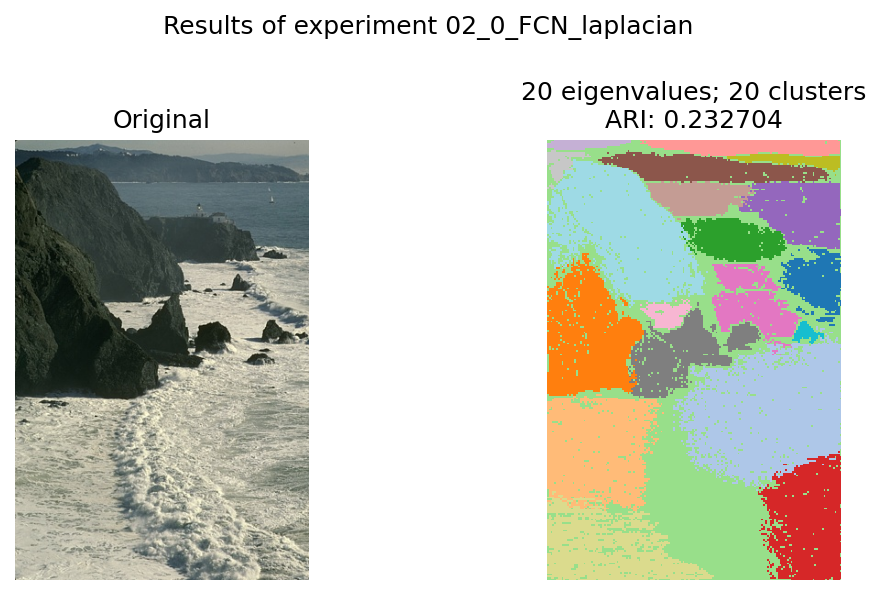 Results of experiment 02_0_FCN_laplacian
Original
20 eigenvalues; 20 clusters
ARI: 0.232704